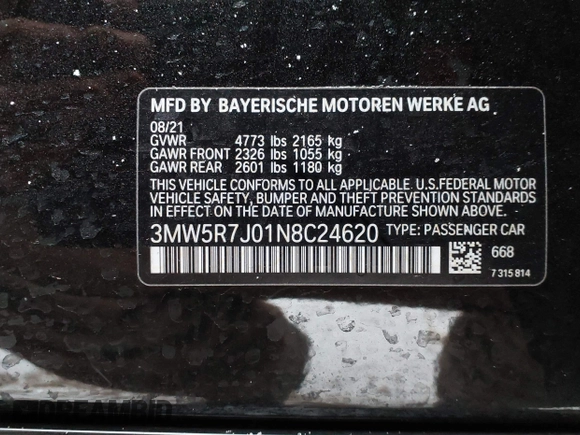 MFD BY BAYERISCHE MOTOREN WERKE AG
08/21
GVWR 4773 lbs 2165 kg
GAWR FRONT 2326 lbs 1055 kg
GAWR REAR 2601 lbs 1180 kg
THIS VEHICLE CONFORMS TO ALL APPLICABLE U.S.FEDERAL MOTOR
VEHICLE SAFETY, BUMPER AND THEFT PREVENTION STANDARDS
IN EFFECT ON THE DATE OF MANUFACTURE SHOWN ABOVE.
3MW5R7J01N8C24620 TYPE: PASSENGER CAR
668
7 315 814